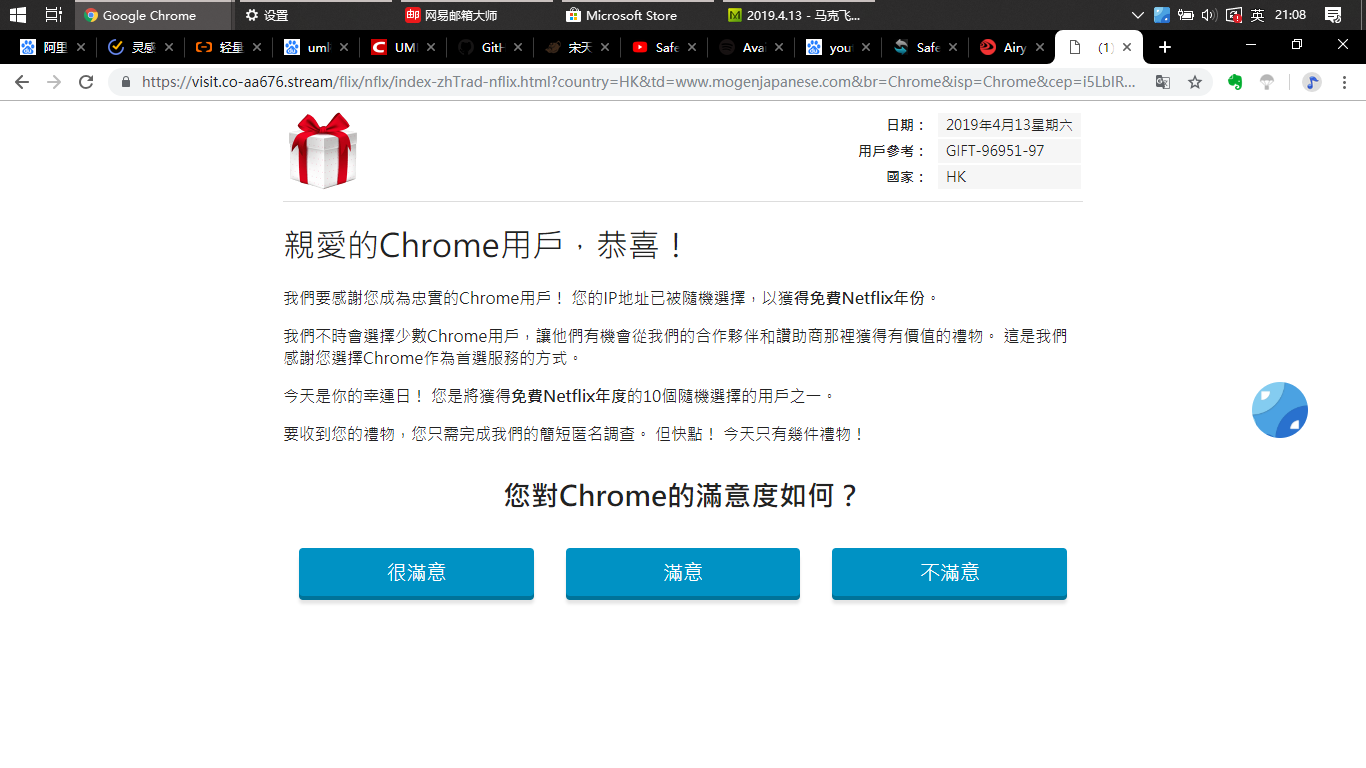 Google Chrome
设置
网易邮箱大师
Microsoft Store
2019.4.13 - 马克飞...
英
21:08
阿里
灵感
轻星
uml
UMI
GitH
宋天
Safe
Avai
you
Safe
Airy
(1)
https://visit.co-aa676.stream/flix/nflx/index-zhTrad-nflix.html?country=HK&td=www.mogenjapanese.com&br=Chrome&isp=Chrome&cep=i5LbIR...
日期：
2019年4月13星期六
用戶參考：
GIFT-96951-97
國家：
HK
親愛的Chrome用戶，恭喜！
我們要感謝您成為忠實的Chrome用戶！ 您的IP地址已被隨機選擇，以獲得免費Netflix年份。
我們不時會選擇少數Chrome用戶，讓他們有機會從我們的合作夥伴和讚助商那裡獲得有價值的禮物。 這是我們
感謝您選擇Chrome作為首選服務的方式。
今天是你的幸運日！ 您是將獲得免費Netflix年度的10個隨機選擇的用戶之一。
要收到您的禮物，您只需完成我們的簡短匿名調查。 但快點！ 今天只有幾件禮物！
您對Chrome的滿意度如何？
很滿意
滿意
不滿意